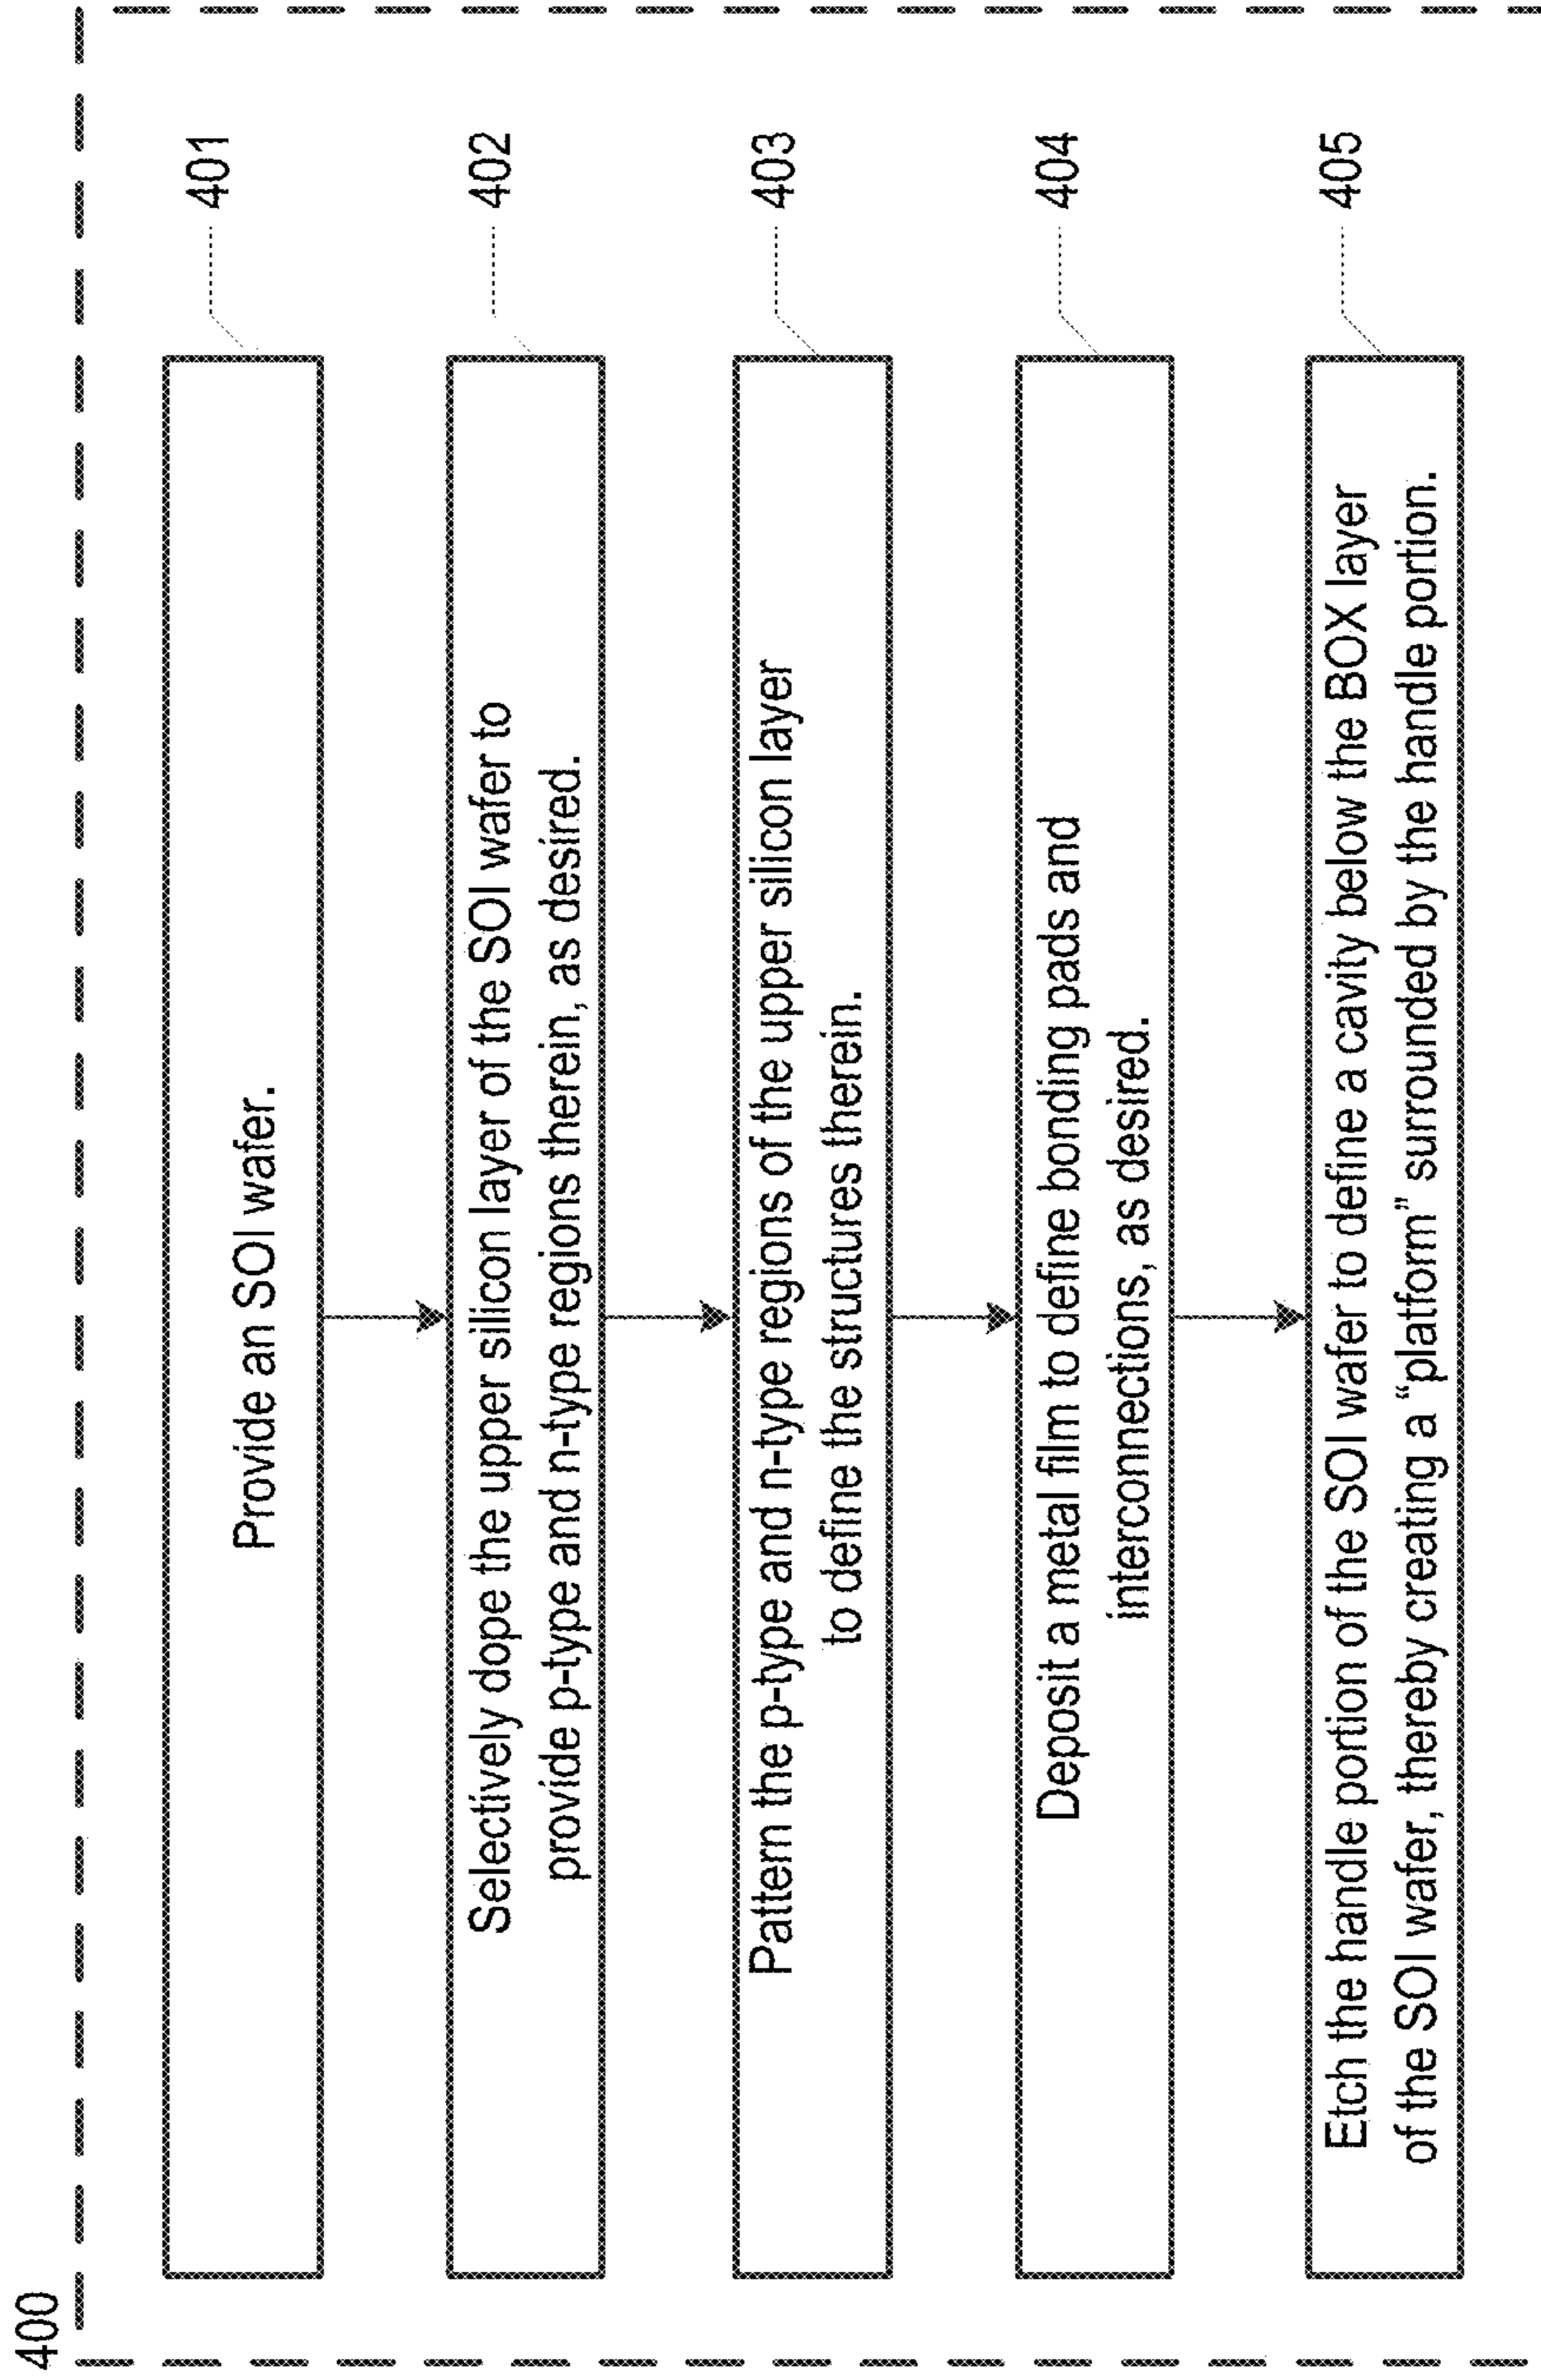 400
Provide an SOI wafer.
401
Selectively dope the upper silicon layer of the SOI wafer to
provide p-type and n-type regions therein, as desired.
402
Pattern the p-type and n-type regions of the upper silicon layer
to define the structures therein.
403
Deposit a metal film to define bonding pads and
interconnections, as desired.
404
Etch the handle portion of the SOI wafer to define a cavity below the BOX layer
of the SOI wafer, thereby creating a “platform” surrounded by the handle portion.
405